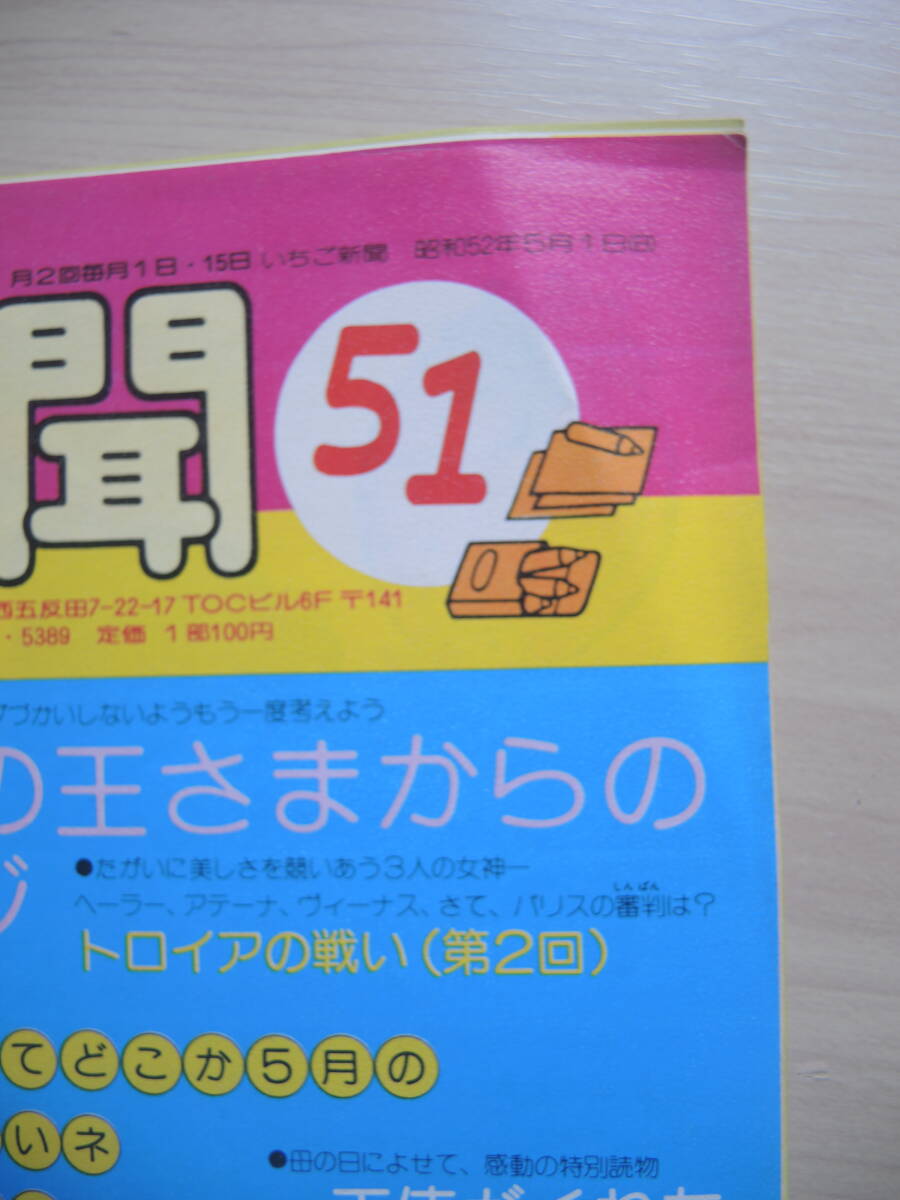 月2回毎月1日・15日 いちご新聞 昭和52年5月1日(日)
聞
51
西五反田7-22-17 TOCビル6F 〒141
・5389 定価 1部100円
づかいしないようもう一度考えよう
の王さまからの
ジ
●たがいに美しさを競いあう3人の女神―
ヘーラー、アテーナ、ヴィーナス、さて、パリスの審判は?
しんぱん
トロイアの戦い(第2回)
てどこか5月の
いネ
●母の日によせて、感動の特別読物